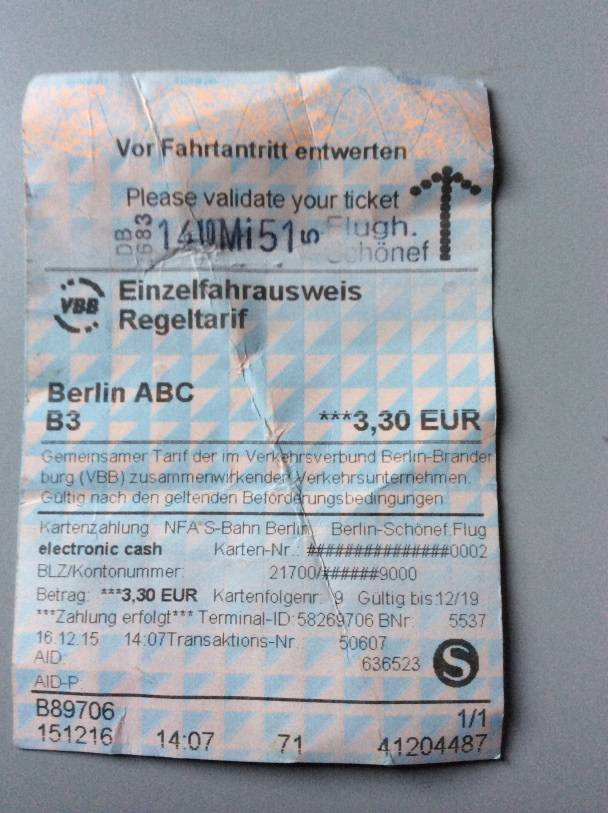 Vor Fahrtantritt entwerten
Please validate your ticket
DB 683 1410Mi51 5 Flugh.
Schönef
VBB Einzelfahrausweis
Regeltarif
Berlin ABC
B3 ***3,30 EUR
Gemeinsamer Tarif der im Verkehrsverbund Berlin-Branden
burg (VBB) zusammenwirkenden Verkehrsunternehmen.
Gültig nach den geltenden Beförderungsbedingungen.
Kartenzahlung NFA*S-Bahn Berlin Berlin-Schönef.Flug
electronic cash Karten-Nr.: ###############0002
BLZ/Kontonummer: 21700/######9000
Betrag: ***3,30 EUR Kartenfolgenr. 9 Gültig bis:12/19
***Zahlung erfolgt*** Terminal-ID:58269706 BNr: 5537
16.12.15 14:07Transaktions-Nr. 50607
AID: 636523 S
AID-P
B89706 1/1
151216 14:07 71 41204487